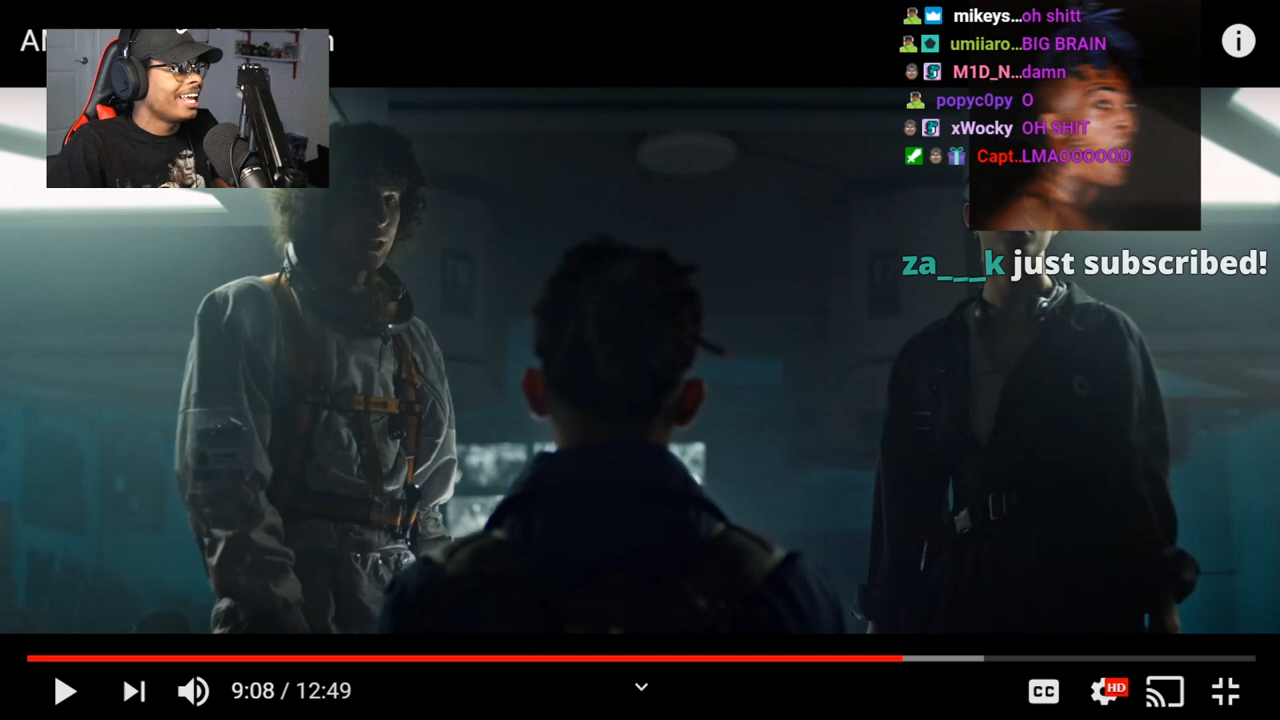 mikeys... oh shitt
umiiaro... BIG BRAIN
M1D_N... damn
popyc0py O
xWocky OH SHIT
Capt.. LMAOOOOOO
za___k just subscribed!
9:08 / 12:49
CC
HD